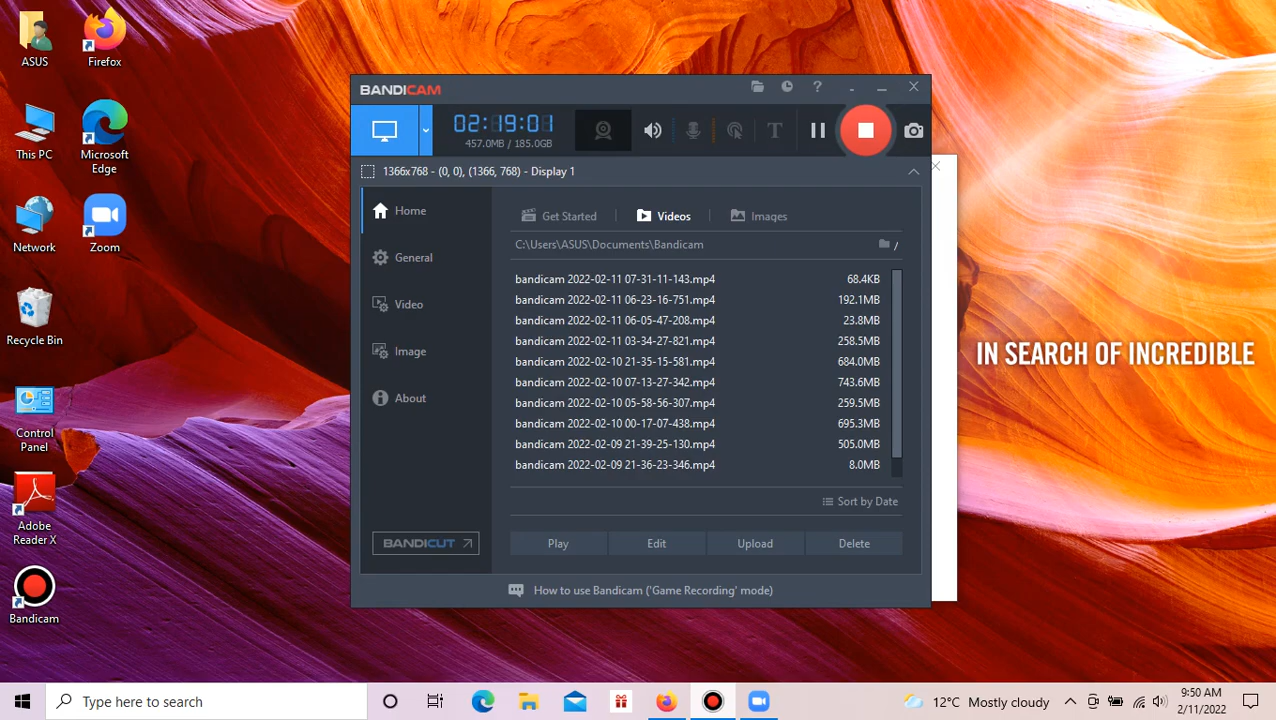 ASUS
Firefox
This PC
Microsoft
Edge
Network
Zoom
Recycle Bin
Control
Panel
Adobe
Reader X
Bandicam
BANDICAM
02:19:01
457.0MB / 185.0GB
1366x768 - (0, 0), (1366, 768) - Display 1
Home
General
Video
Image
About
BANDICUT
Get Started
Videos
Images
C:\Users\ASUS\Documents\Bandicam
bandicam 2022-02-11 07-31-11-143.mp4 68.4KB
bandicam 2022-02-11 06-23-16-751.mp4 192.1MB
bandicam 2022-02-11 06-05-47-208.mp4 23.8MB
bandicam 2022-02-11 03-34-27-821.mp4 258.5MB
bandicam 2022-02-10 21-35-15-581.mp4 684.0MB
bandicam 2022-02-10 07-13-27-342.mp4 743.6MB
bandicam 2022-02-10 05-58-56-307.mp4 259.5MB
bandicam 2022-02-10 00-17-07-438.mp4 695.3MB
bandicam 2022-02-09 21-39-25-130.mp4 505.0MB
bandicam 2022-02-09 21-36-23-346.mp4 8.0MB
Sort by Date
Play Edit Upload Delete
How to use Bandicam ('Game Recording' mode)
IN SEARCH OF INCREDIBLE
Type here to search
12°C Mostly cloudy
9:50 AM
2/11/2022